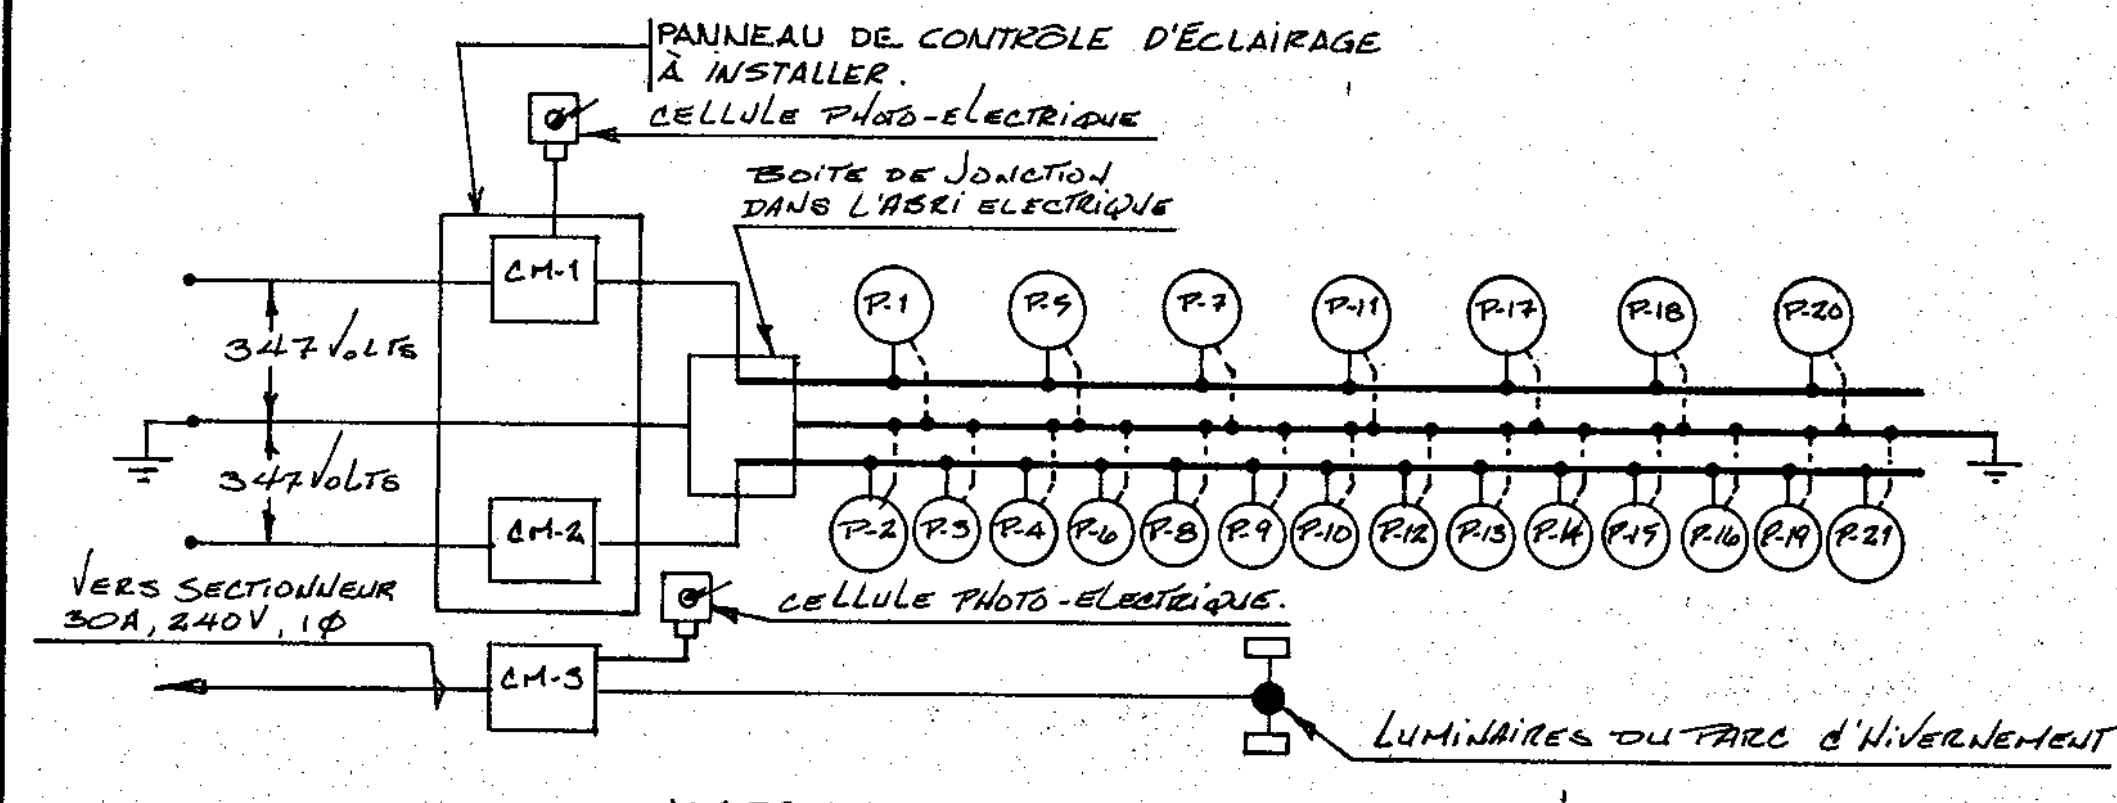 PANNEAU DE CONTRÔLE D'ÉCLAIRAGE
À INSTALLER.
CELLULE PHOTO-ELECTRIQUE
BOITE DE JONCTION
DANS L'ABRI ELECTRIQUE
CM-1
P-1 P-5 P-7 P-11 P-17 P-18 P-20
347 VOLTS
347 VOLTS
CM-2
P-2 P-3 P-4 P-6 P-8 P-9 P-10 P-12 P-13 P-14 P-15 P-16 P-19 P-21
VERS SECTIONNEUR
30A, 240V, 1Ø
CELLULE PHOTO-ELECTRIQUE.
CM-3
LUMINAIRES DU PARC d'HIVERNEMENT